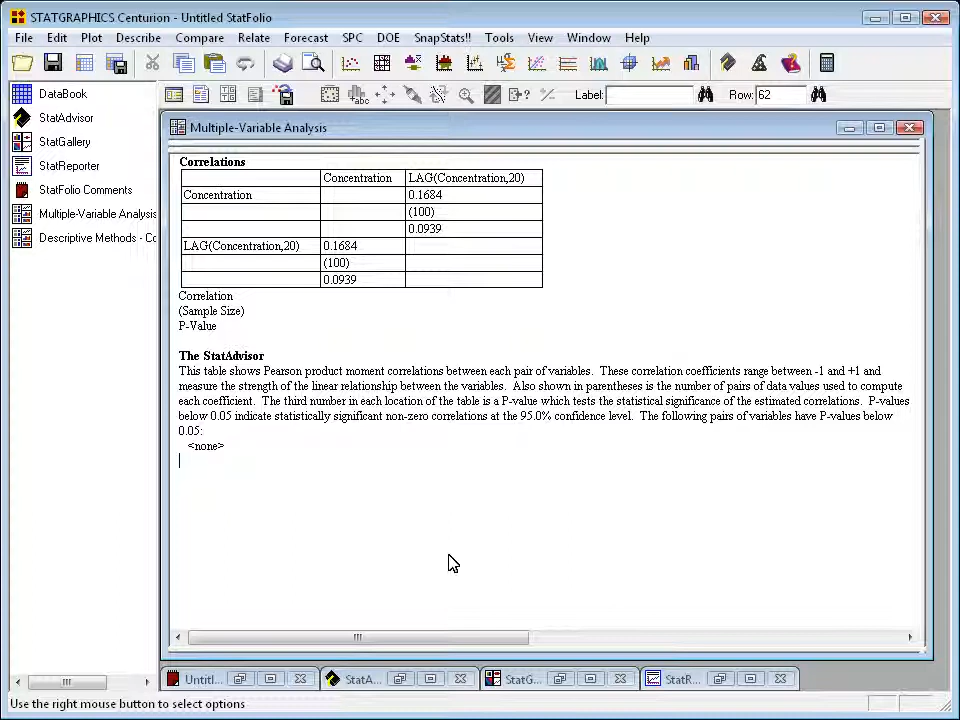 STATGRAPHICS Centurion - Untitled StatFolio
File Edit Plot Describe Compare Relate Forecast SPC DOE SnapStats!! Tools View Window Help
abc Label: Row: 62
DataBook
StatAdvisor
StatGallery
StatReporter
StatFolio Comments
Multiple-Variable Analysis
Descriptive Methods - Co
Multiple-Variable Analysis
Correlations
Concentration LAG(Concentration,20)
Concentration 0.1684
(100)
0.0939
LAG(Concentration,20) 0.1684
(100)
0.0939
Correlation
(Sample Size)
P-Value
The StatAdvisor
This table shows Pearson product moment correlations between each pair of variables. These correlation coefficients range between -1 and +1 and
measure the strength of the linear relationship between the variables. Also shown in parentheses is the number of pairs of data values used to compute
each coefficient. The third number in each location of the table is a P-value which tests the statistical significance of the estimated correlations. P-values
below 0.05 indicate statistically significant non-zero correlations at the 95.0% confidence level. The following pairs of variables have P-values below
0.05:
<none>
Untitl... StatA... StatG... StatR...
Use the right mouse button to select options